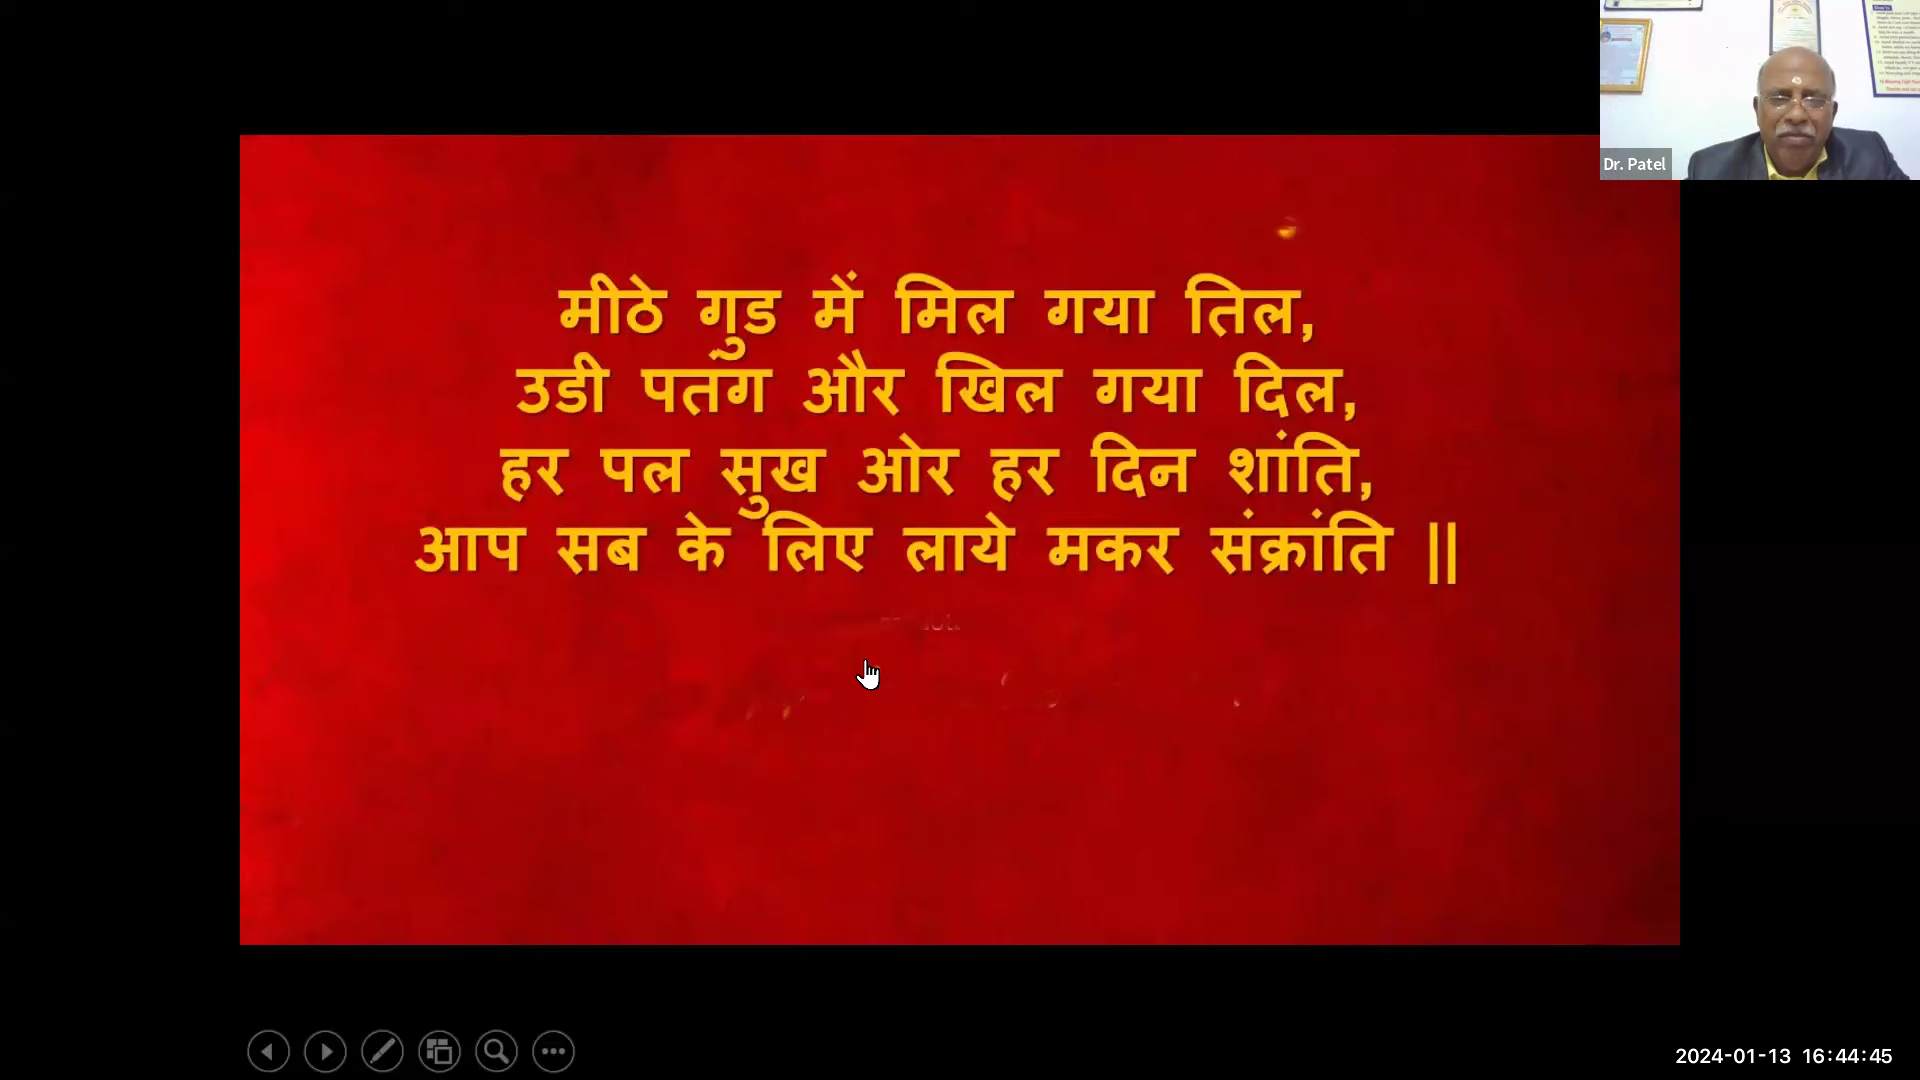 मीठे गुड में मिल गया तिल,
उडी पतंग और खिल गया दिल,
हर पल सुख ओर हर दिन शांति,
आप सब के लिए लाये मकर संक्रांति ||
Dr. Patel
2024-01-13 16:44:45